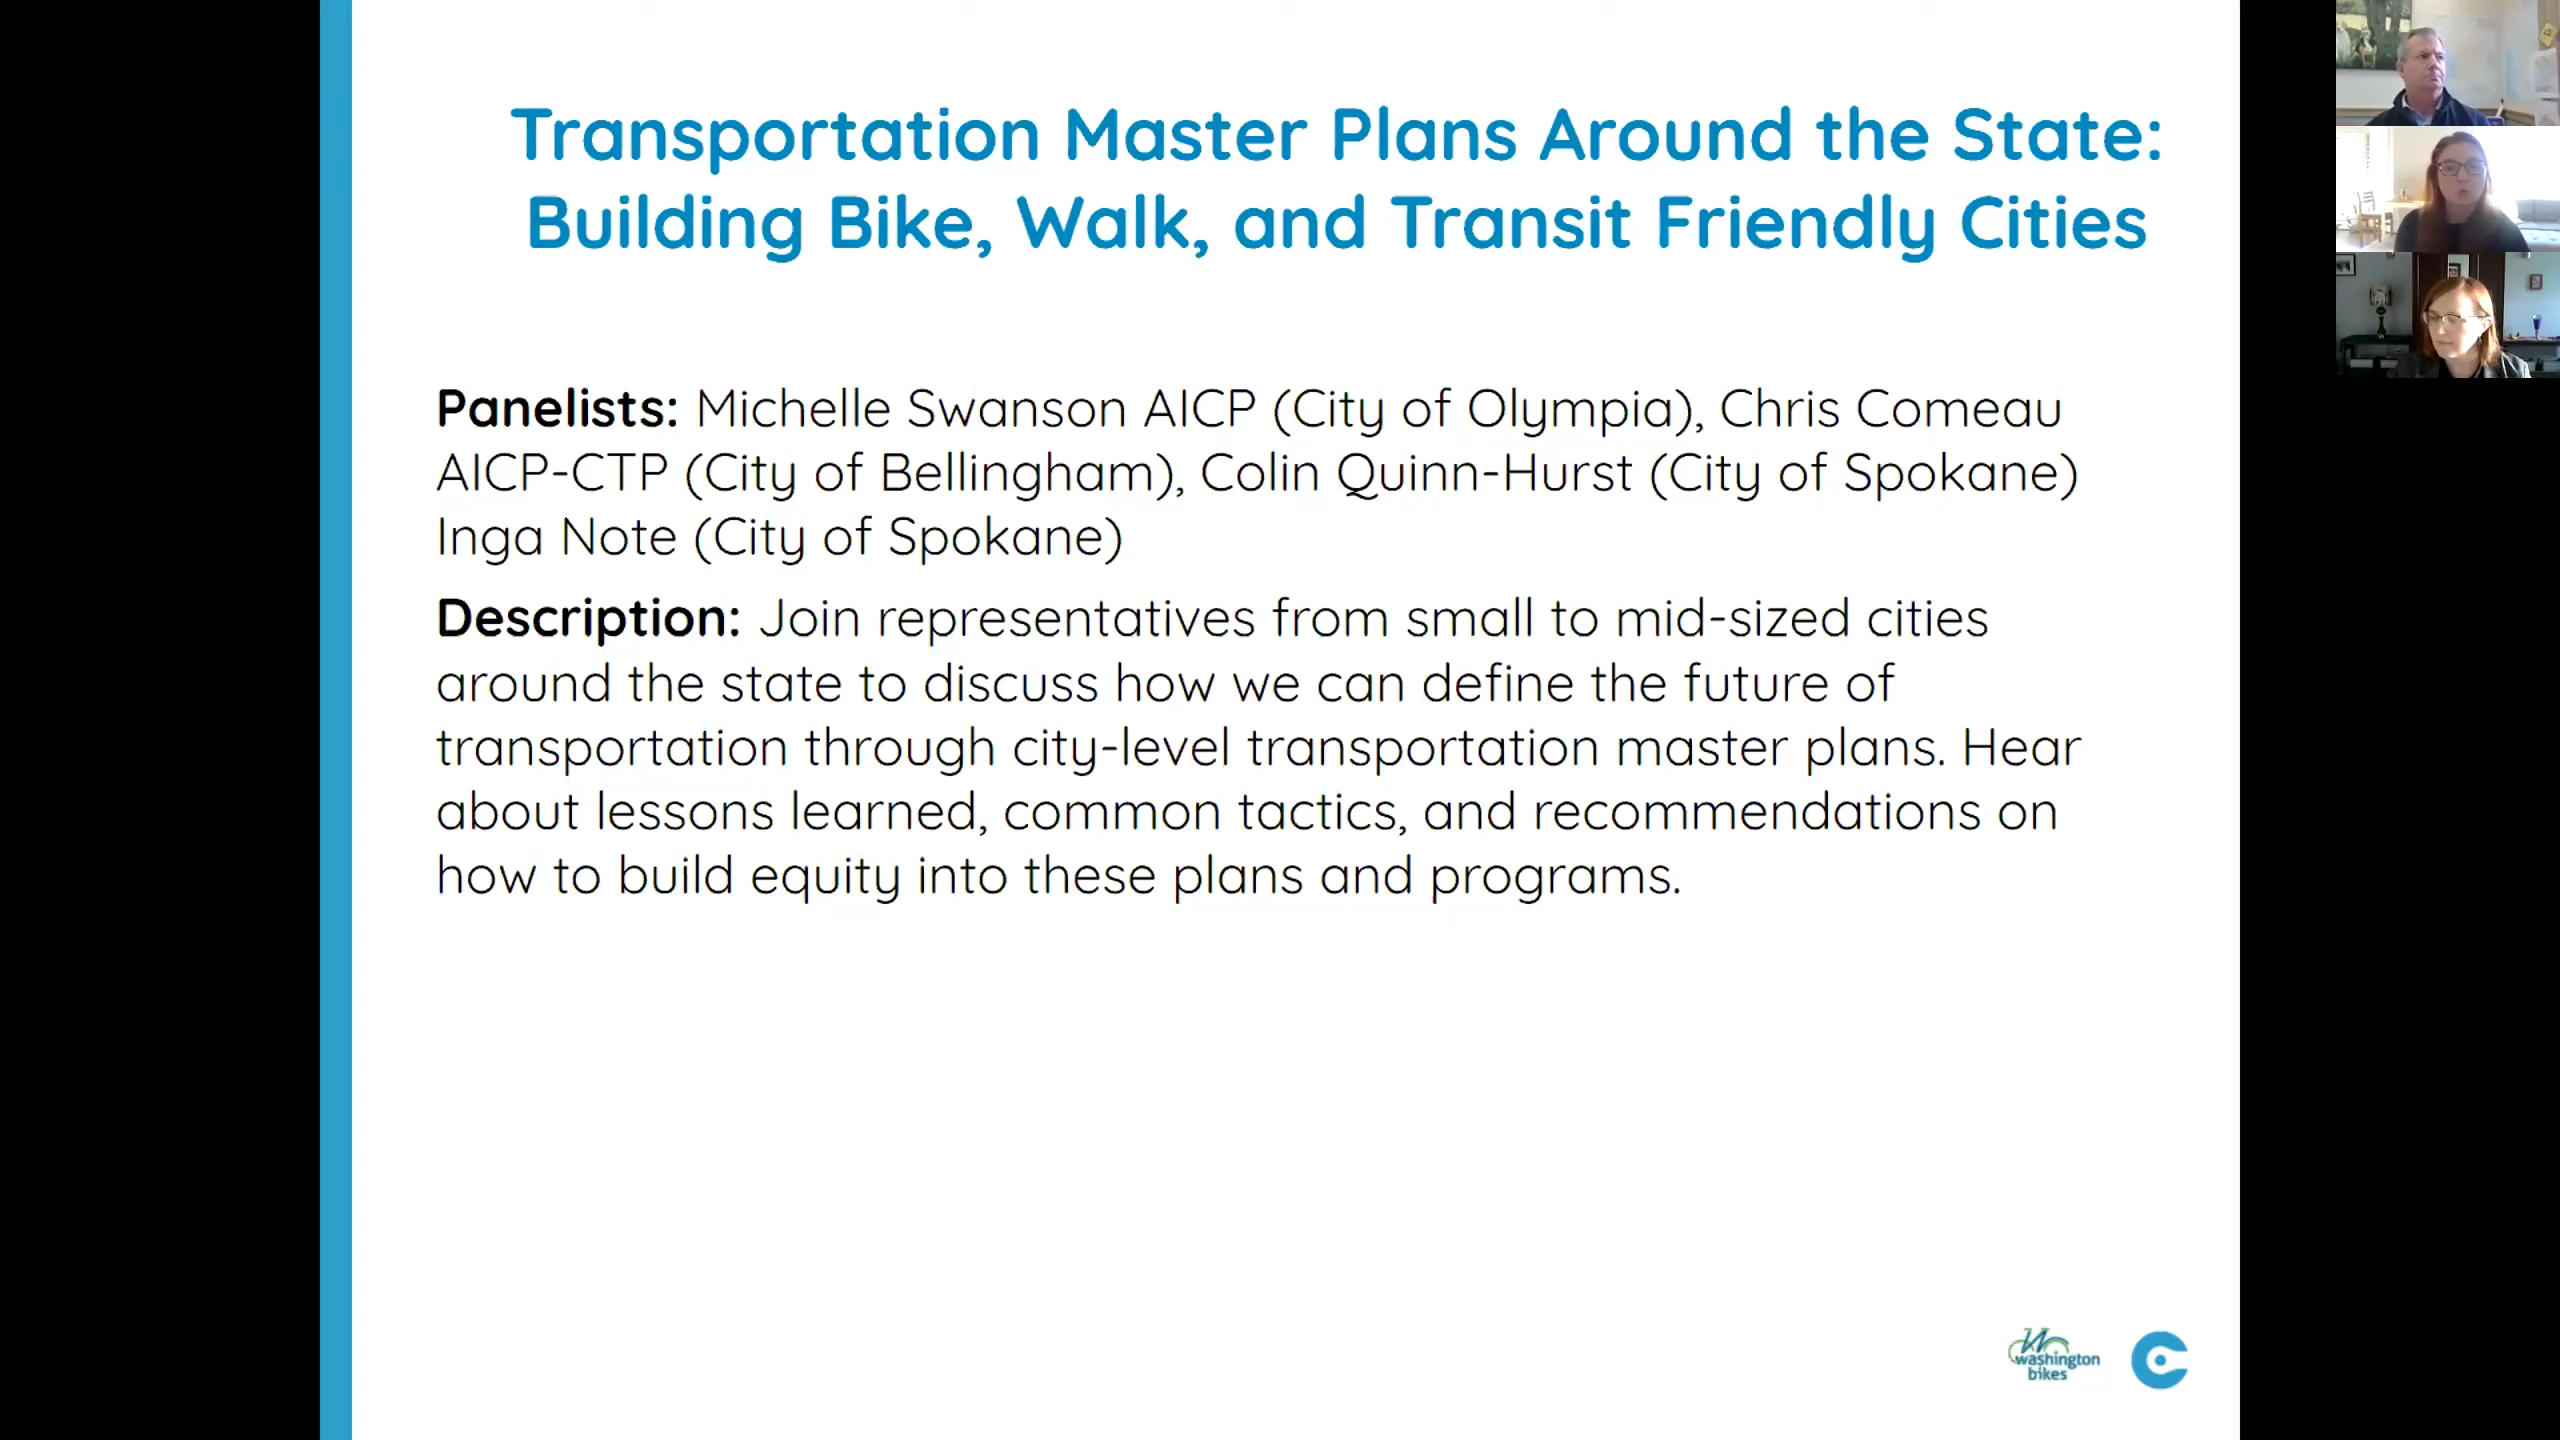 Transportation Master Plans Around the State:
Building Bike, Walk, and Transit Friendly Cities
Panelists: Michelle Swanson AICP (City of Olympia), Chris Comeau
AICP-CTP (City of Bellingham), Colin Quinn-Hurst (City of Spokane)
Inga Note (City of Spokane)
Description: Join representatives from small to mid-sized cities
around the state to discuss how we can define the future of
transportation through city-level transportation master plans. Hear
about lessons learned, common tactics, and recommendations on
how to build equity into these plans and programs.
washington
bikes